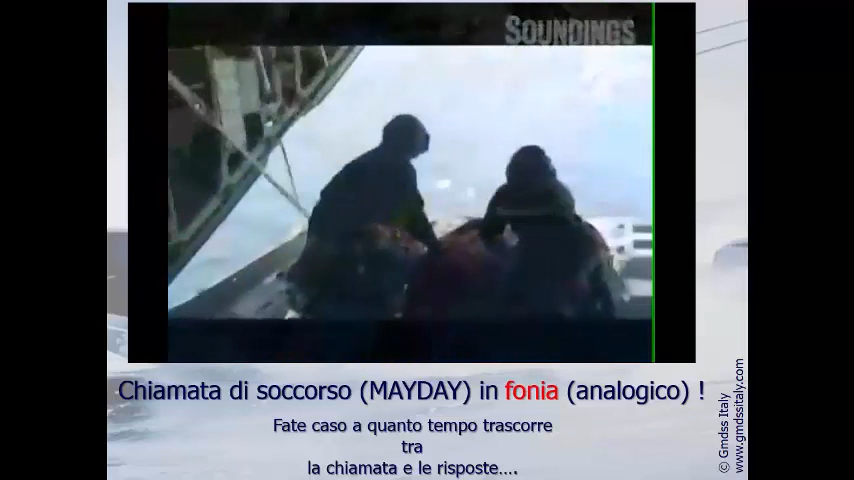 SOUNDINGS
Chiamata di soccorso (MAYDAY) in fonia (analogico) !
Fate caso a quanto tempo trascorre
tra
la chiamata e le risposte....
© Gmdss Italy
www.gmdssitaly.com